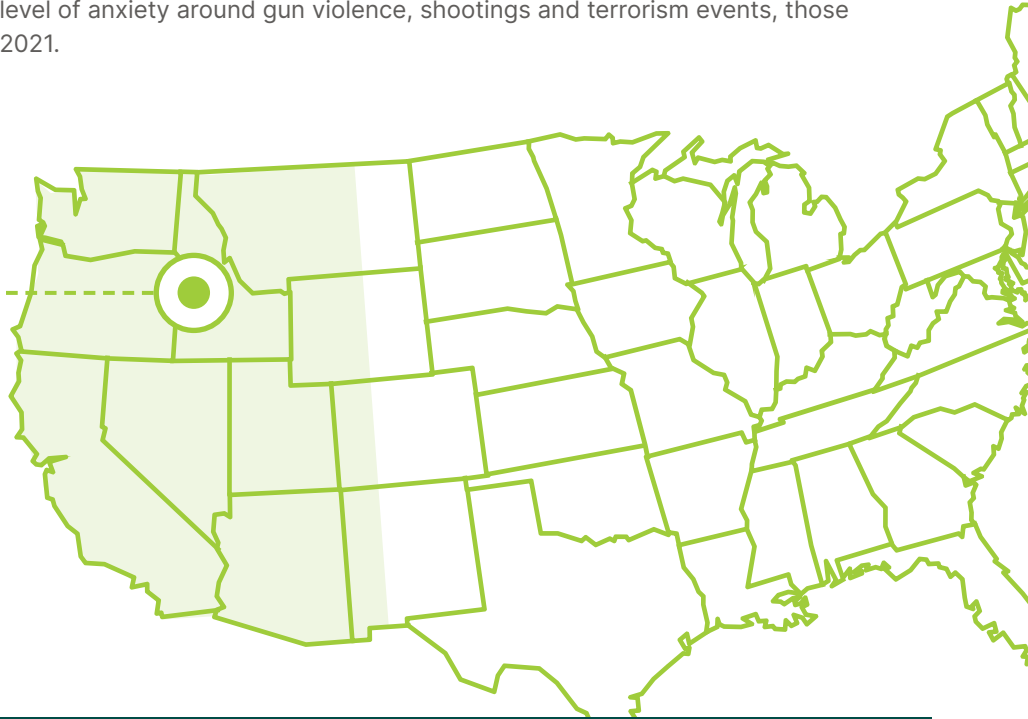 level of anxiety around gun violence, shootings and terrorism events, those
2021.